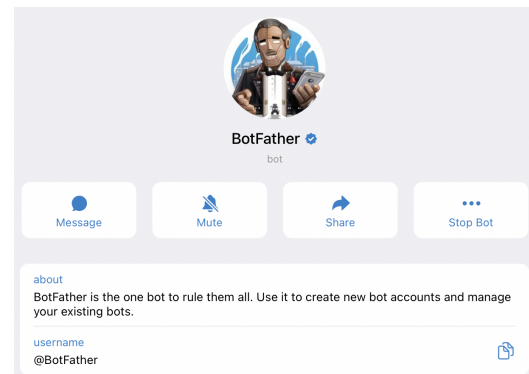 BotFather
bot
Message
Mute
Share
Stop Bot
about
BotFather is the one bot to rule them all. Use it to create new bot accounts and manage
your existing bots.
username
@BotFather